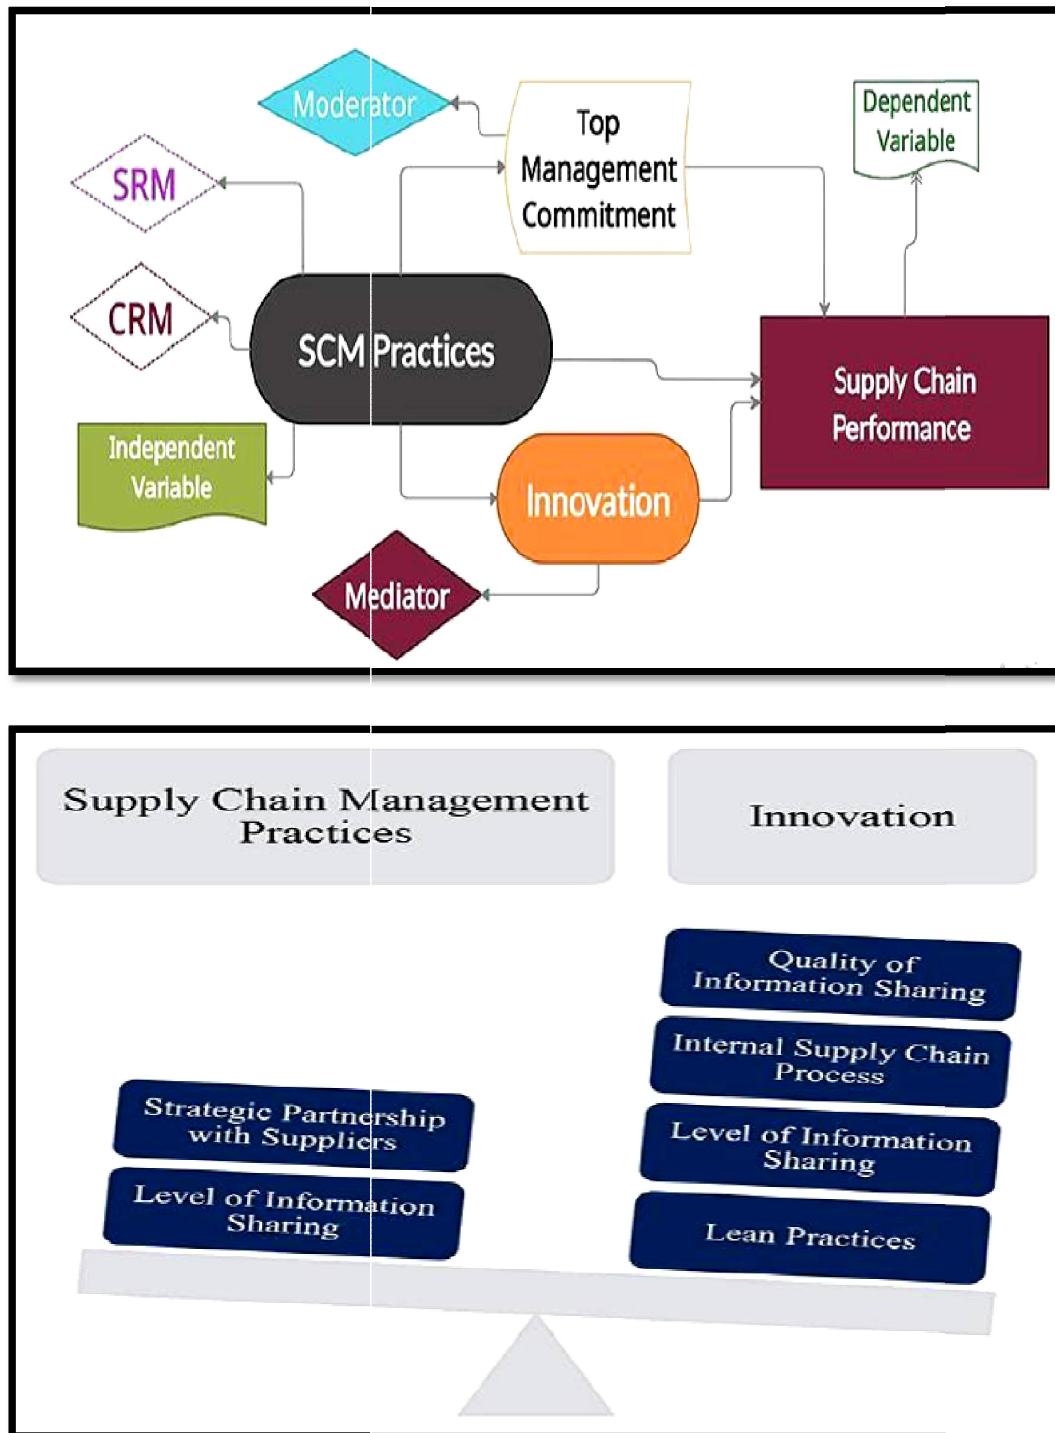 Moderator
Top
Management
Commitment
Dependent
Variable
SRM
CRM
SCM Practices
Supply Chain
Performance
Independent
Variable
Innovation
Mediator
Supply Chain Management
Practices
Innovation
Quality of
Information Sharing
Internal Supply Chain
Process
Strategic Partnership
with Suppliers
Level of Information
Sharing
Level of Information
Sharing
Lean Practices